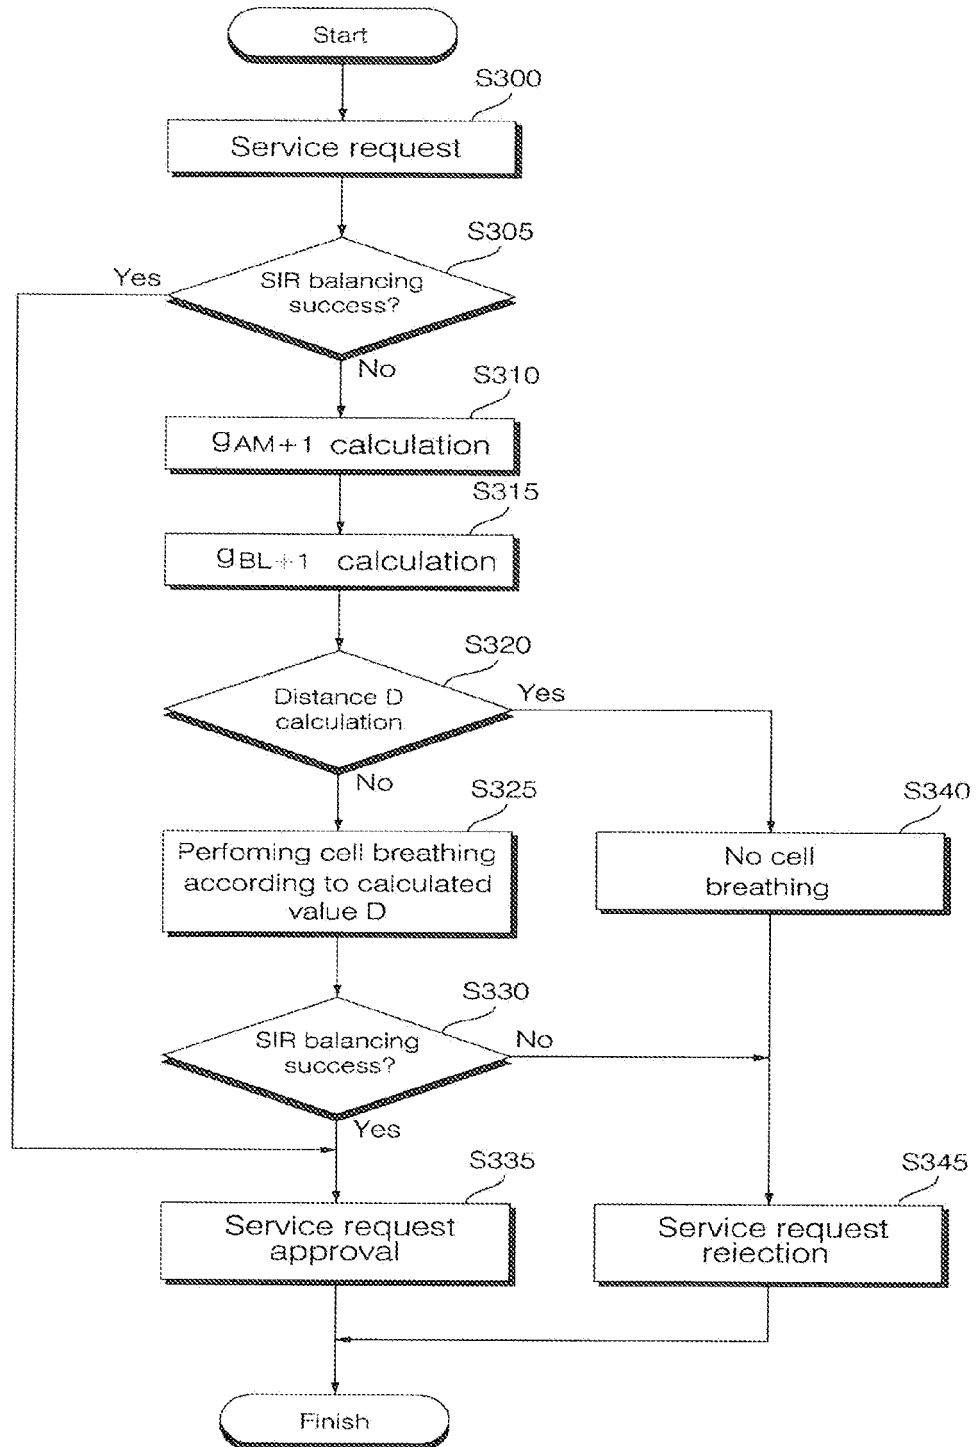 Start
S300
Service request
S305
Yes
SIR balancing
success?
No
S310
gAM+1 calculation
S315
gBL+1 calculation
S320
Distance D
calculation
Yes
No
S325
Perfoming cell breathing
according to calculated
value D
S340
No cell
breathing
S330
SIR balancing
success?
No
Yes
S335
Service request
approval
S345
Service request
reiection
Finish